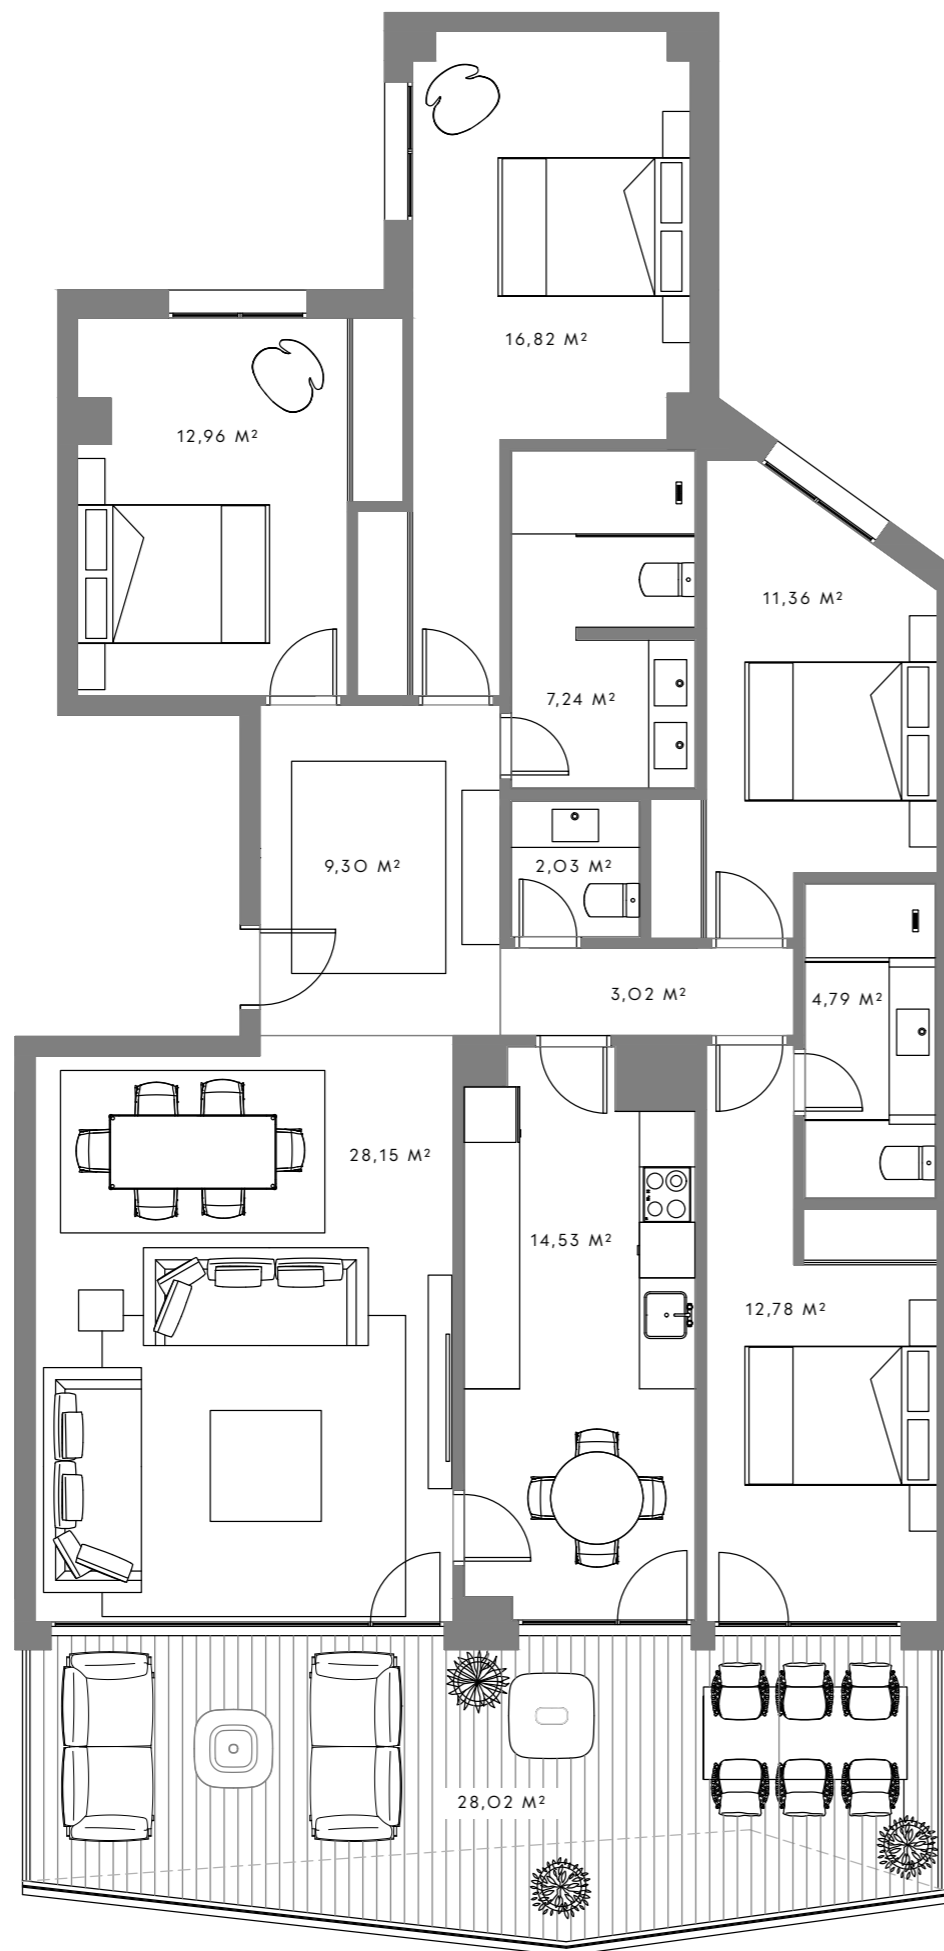 16,82 M²
12,96 M²
11,36 M²
7,24 M²
9,30 M²
2,03 M²
3,02 M²
4,79 M²
28,15 M²
14,53 M²
12,78 M²
28,02 M²